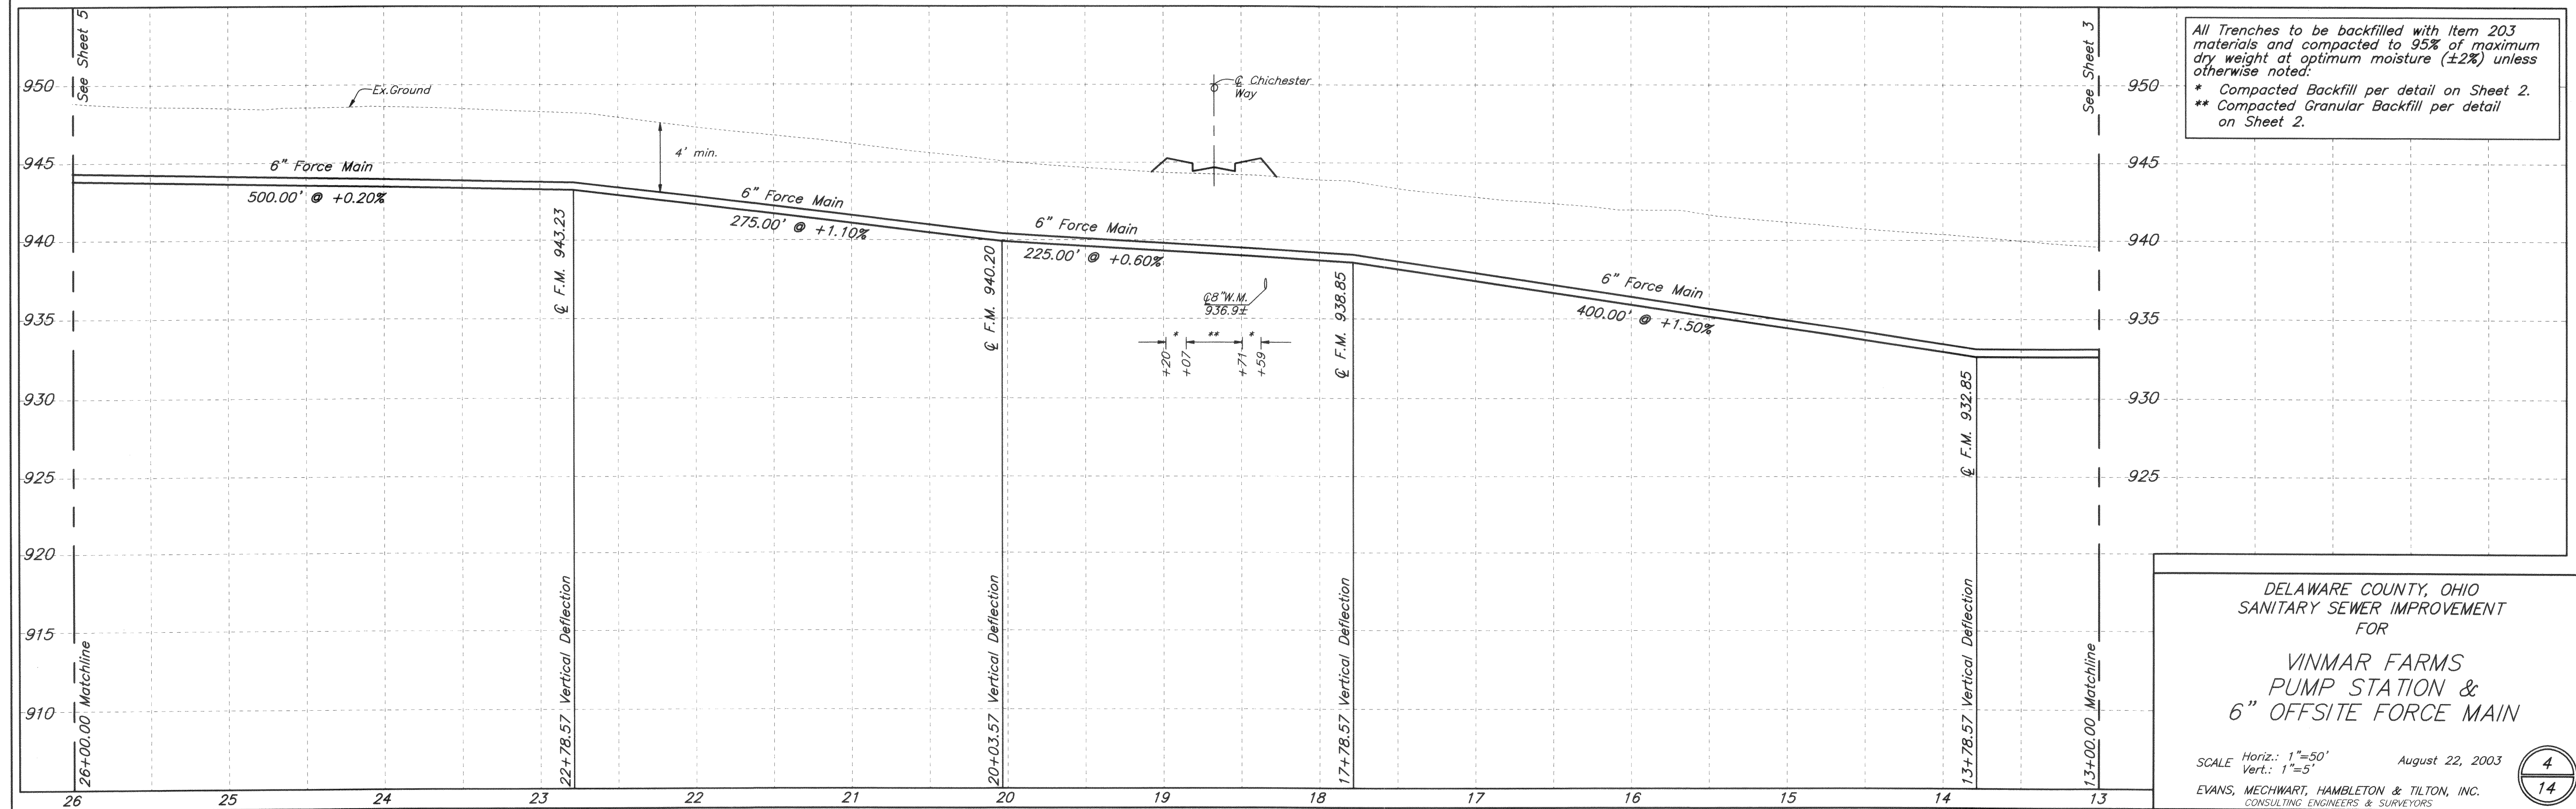 See Sheet 5
950
945
940
935
930
925
920
915
910
Ex.Ground
4' min.
℄ Chichester
Way
6" Force Main
500.00' @ +0.20%
6" Force Main
275.00' @ +1.10%
6" Force Main
225.00' @ +0.60%
6" Force Main
400.00' @ +1.50%
℄ F.M. 943.23
℄ F.M. 940.20
℄ F.M. 938.85
℄ F.M. 932.85
℄8"W.M.
936.9±
* ** *
+20
+07
+71
+59
26+00.00 Matchline
22+78.57 Vertical Deflection
20+03.57 Vertical Deflection
17+78.57 Vertical Deflection
13+78.57 Vertical Deflection
13+00.00 Matchline
See Sheet 3
950
945
940
935
930
925
26 25 24 23 22 21 20 19 18 17 16 15 14 13
All Trenches to be backfilled with Item 203
materials and compacted to 95% of maximum
dry weight at optimum moisture (±2%) unless
otherwise noted:
* Compacted Backfill per detail on Sheet 2.
** Compacted Granular Backfill per detail
on Sheet 2.
DELAWARE COUNTY, OHIO
SANITARY SEWER IMPROVEMENT
FOR
VINMAR FARMS
PUMP STATION &
6" OFFSITE FORCE MAIN
SCALE Horiz.: 1"=50'
Vert.: 1"=5'
August 22, 2003
4
14
EVANS, MECHWART, HAMBLETON & TILTON, INC.
CONSULTING ENGINEERS & SURVEYORS